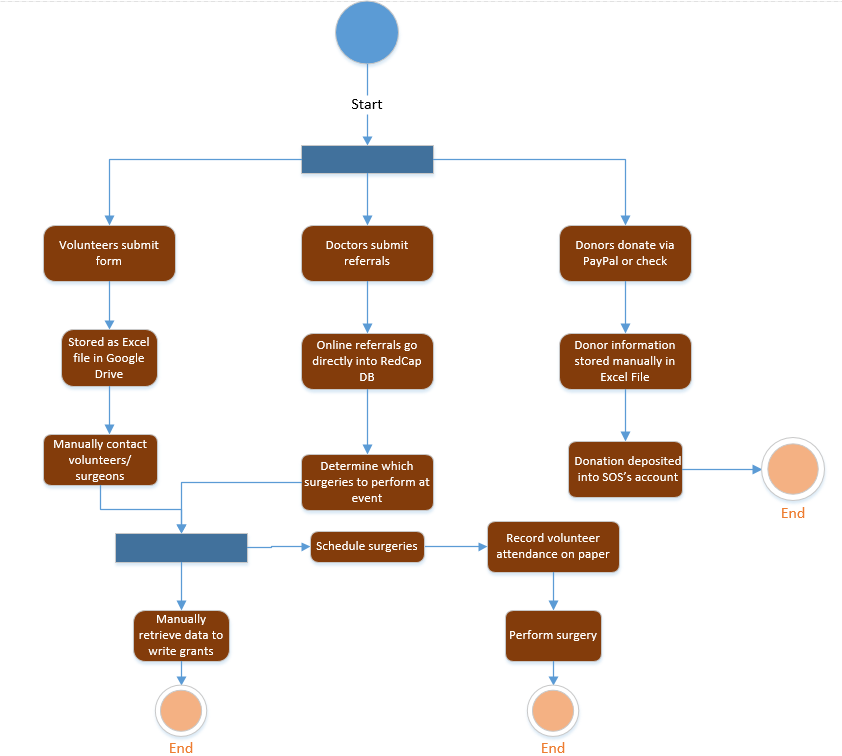 Start
Volunteers submit
form
Doctors submit
referrals
Donors donate via
PayPal or check
Stored as Excel
file in Google
Drive
Online referrals go
directly into RedCap
DB
Donor information
stored manually in
Excel File
Manually contact
volunteers/
surgeons
Determine which
surgeries to perform at
event
Donation deposited
into SOS's account
End
Schedule surgeries
Record volunteer
attendance on paper
Manually
retrieve data to
write grants
Perform surgery
End
End